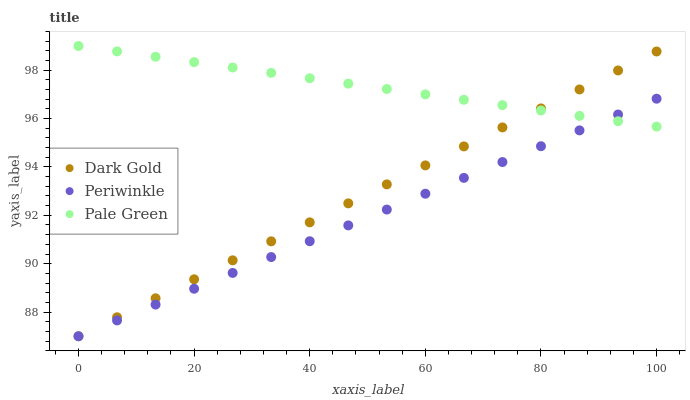 title
yaxis_label
98
96
94
92
90
88
Dark Gold
Periwinkle
Pale Green
0 20 40 60 80 100
xaxis_label